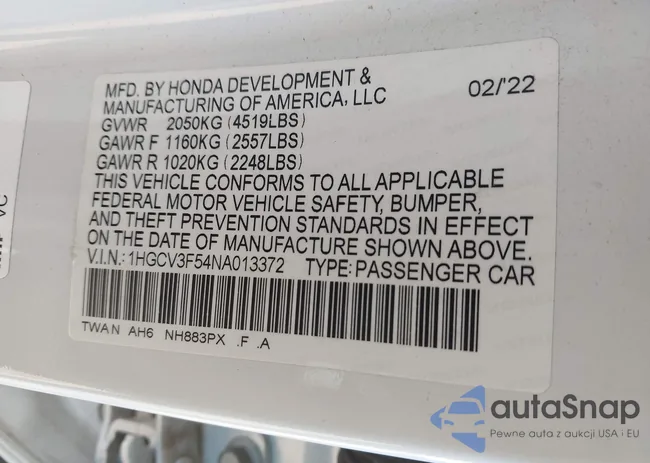 MFD. BY HONDA DEVELOPMENT & 02/'22
MANUFACTURING OF AMERICA, LLC
GVWR 2050KG (4519LBS)
GAWR F 1160KG (2557LBS)
GAWR R 1020KG (2248LBS)
THIS VEHICLE CONFORMS TO ALL APPLICABLE
FEDERAL MOTOR VEHICLE SAFETY, BUMPER,
AND THEFT PREVENTION STANDARDS IN EFFECT
ON THE DATE OF MANUFACTURE SHOWN ABOVE.
V.I.N.: 1HGCV3F54NA013372 TYPE: PASSENGER CAR
TWAN AH6 NH883PX .F .A
VC
autaSnap
Pewne auta z aukcji USA i EU